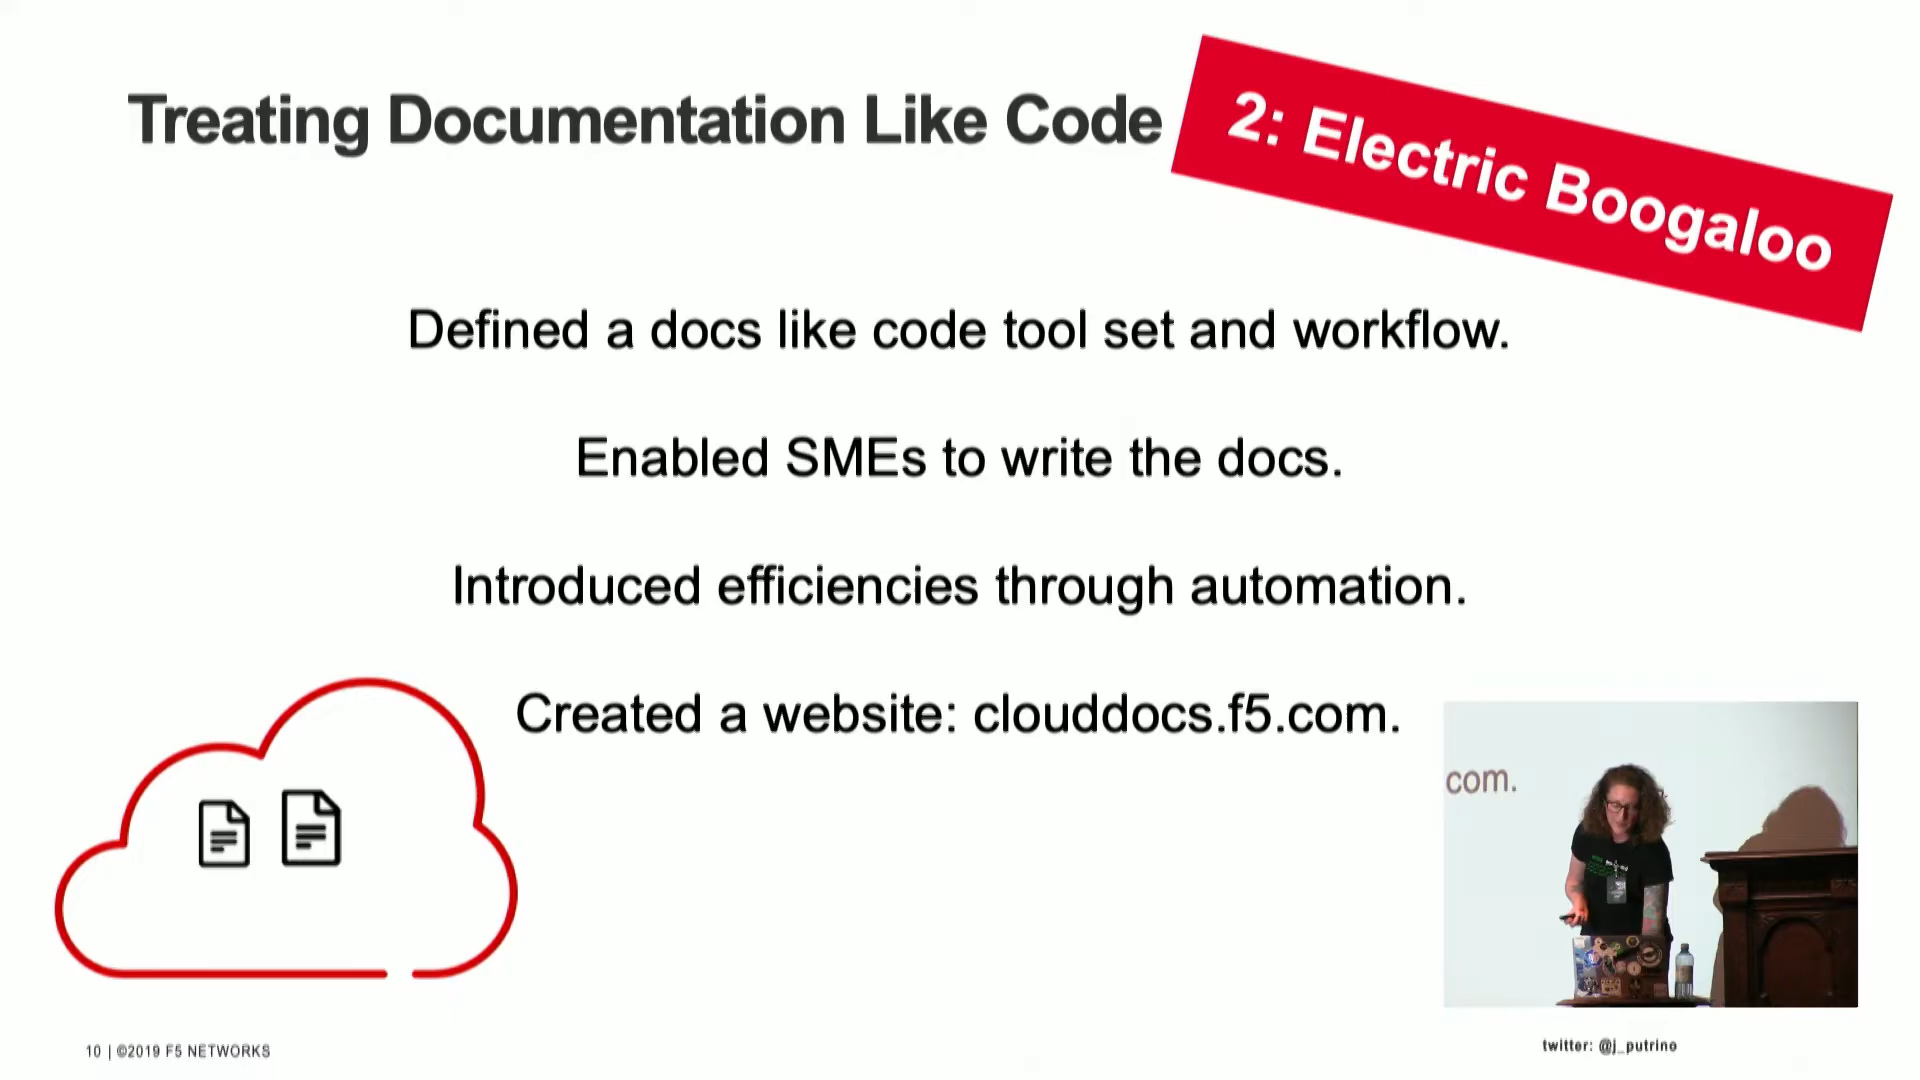 Treating Documentation Like Code
2: Electric Boogaloo
Defined a docs like code tool set and workflow.
Enabled SMEs to write the docs.
Introduced efficiencies through automation.
Created a website: clouddocs.f5.com.
com.
10 | ©2019 F5 NETWORKS
twitter: @j_putrino